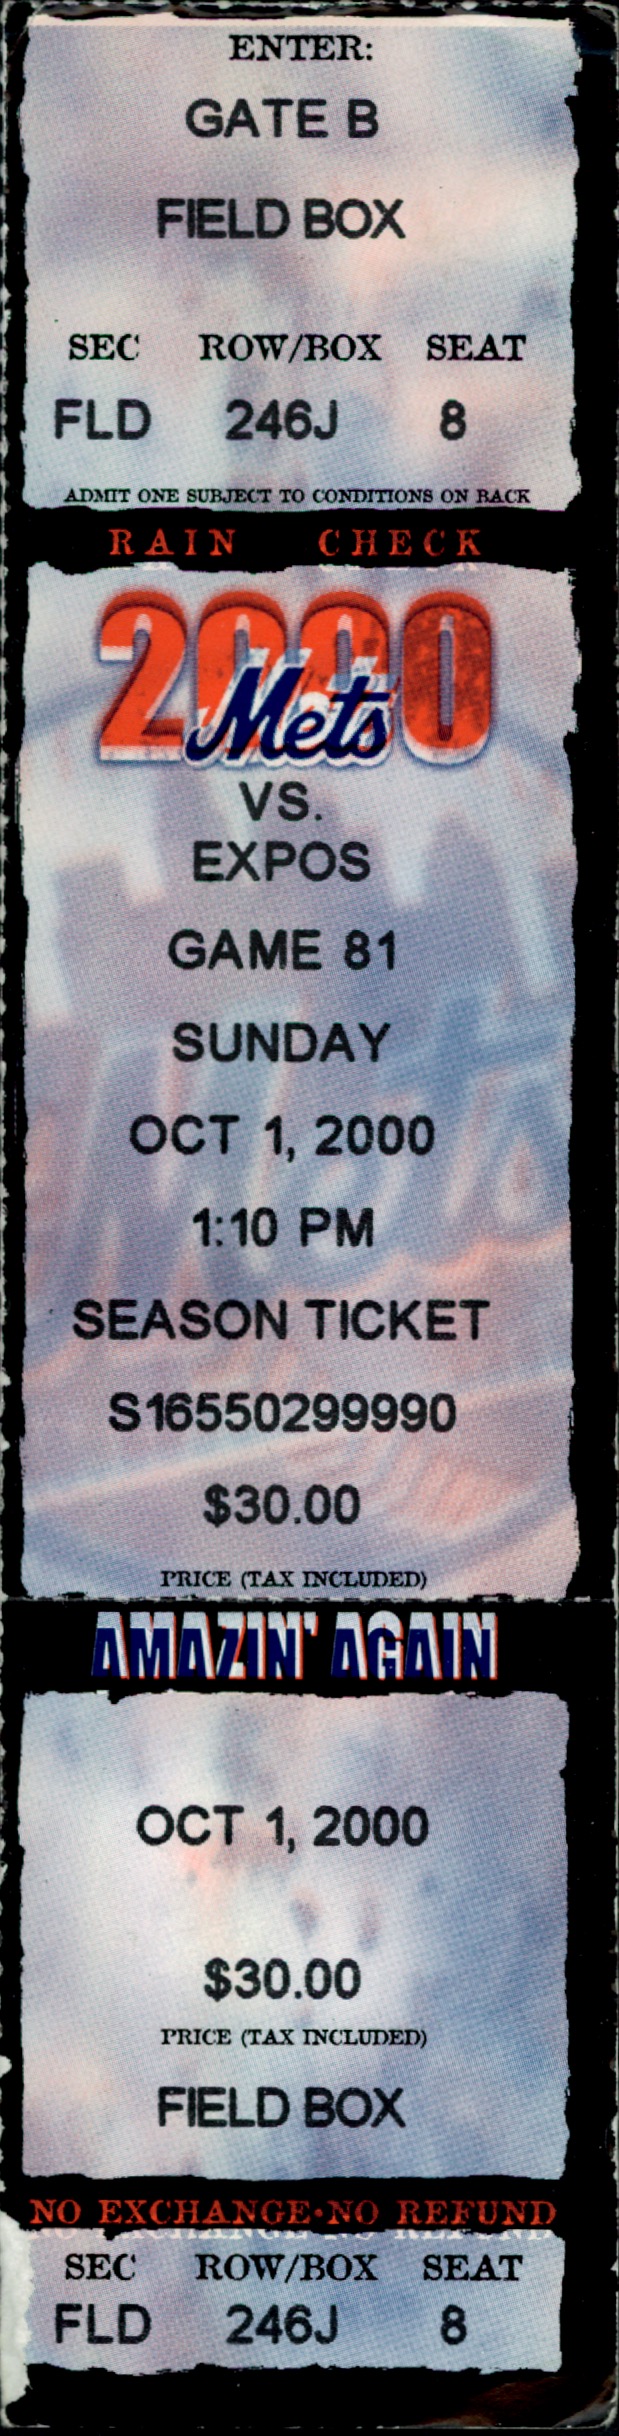 ENTER:
GATE B
FIELD BOX
SEC ROW/BOX SEAT
FLD 246J 8
ADMIT ONE SUBJECT TO CONDITIONS ON BACK
RAIN CHECK
2000
Mets
VS.
EXPOS
GAME 81
SUNDAY
OCT 1, 2000
1:10 PM
SEASON TICKET
S16550299990
$30.00
PRICE (TAX INCLUDED)
AMAZIN' AGAIN
OCT 1, 2000
$30.00
PRICE (TAX INCLUDED)
FIELD BOX
NO EXCHANGE•NO REFUND
SEC ROW/BOX SEAT
FLD 246J 8